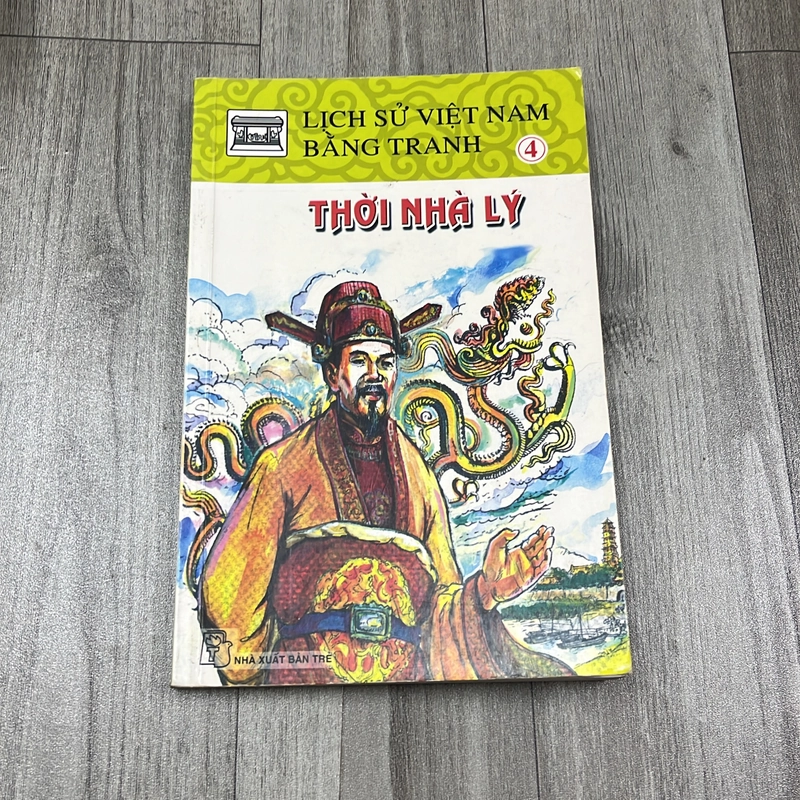 LỊCH SỬ VIỆT NAM
BẰNG TRANH 4
THỜI NHÀ LÝ
NHÀ XUẤT BẢN TRẺ